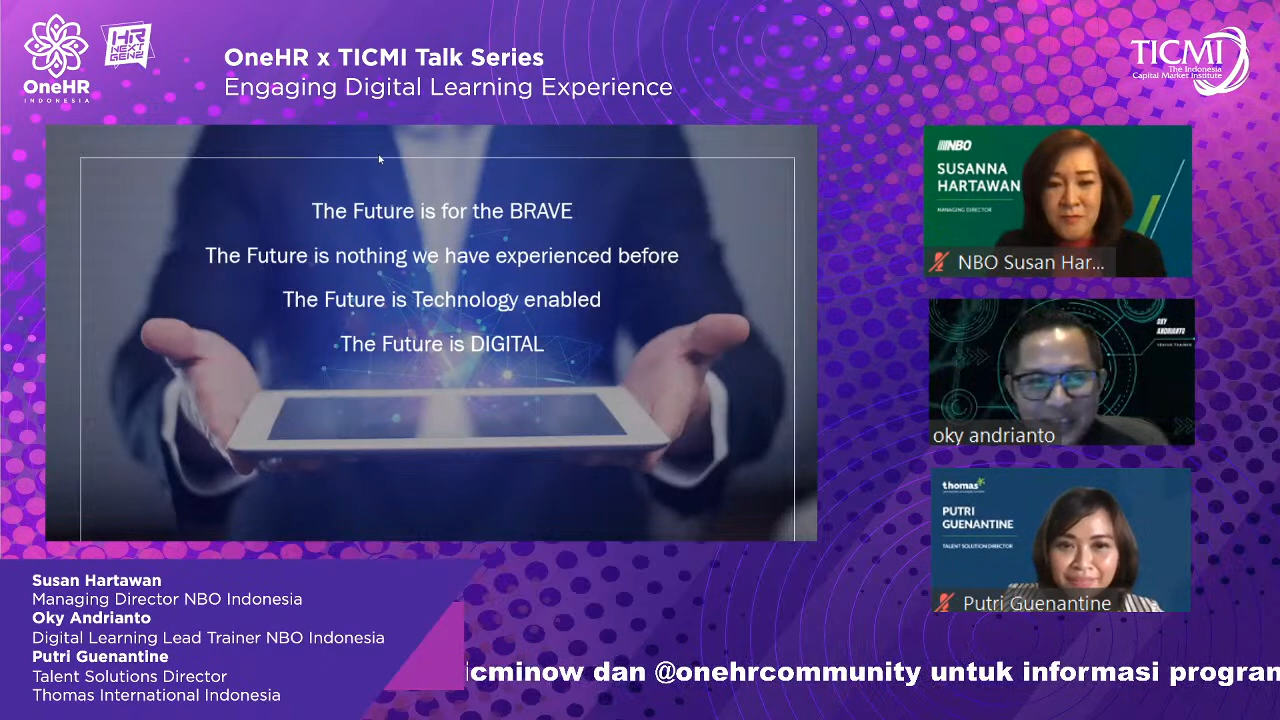 OneHR
INDONESIA
HR
NEXT
GEN
OneHR x TICMI Talk Series
Engaging Digital Learning Experience
TICMI
The Indonesia
Capital Market Institute
The Future is for the BRAVE
The Future is nothing we have experienced before
The Future is Technology enabled
The Future is DIGITAL
NBO
SUSANNA
HARTAWAN
MANAGING DIRECTOR
NBO Susan Har...
OKY
ANDRIANTO
SENIOR TRAINER
oky andrianto
thomas
PUTRI
GUENANTINE
TALENT SOLUTION DIRECTOR
Putri Guenantine
Susan Hartawan
Managing Director NBO Indonesia
Oky Andrianto
Digital Learning Lead Trainer NBO Indonesia
Putri Guenantine
Talent Solutions Director
Thomas International Indonesia
icminow dan @onehrcommunity untuk informasi program